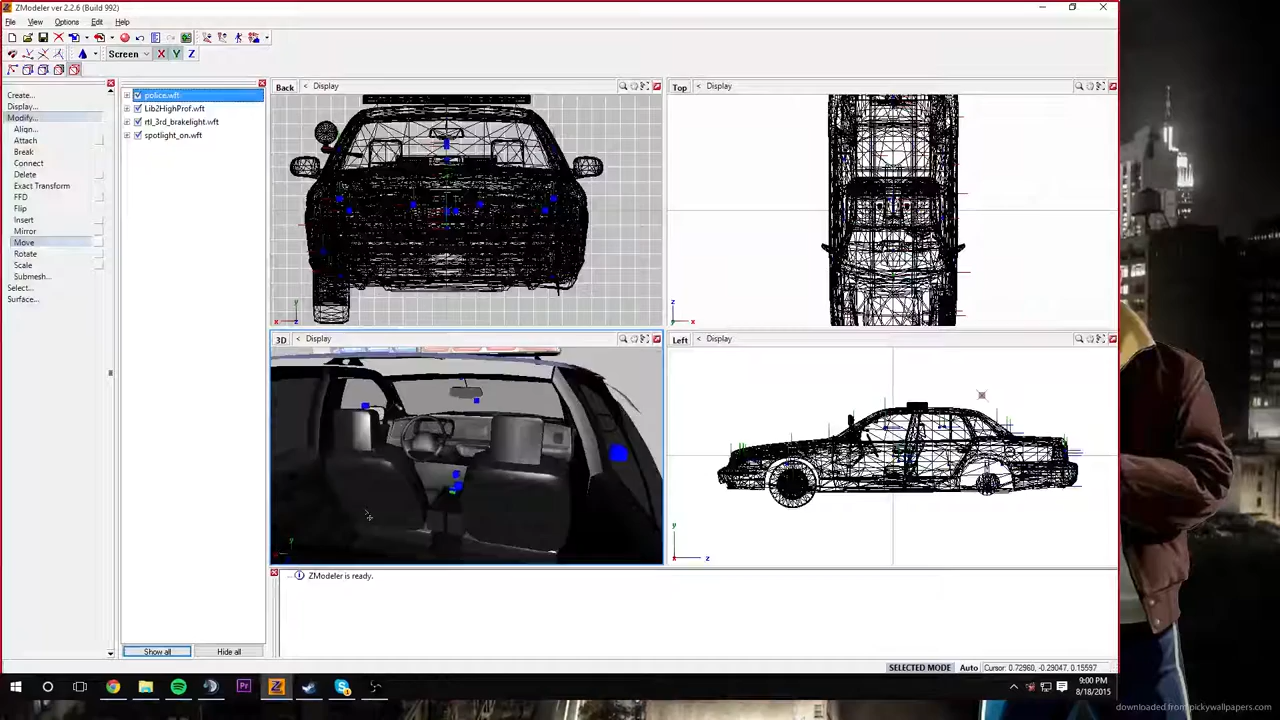 ZModeler ver 2.2.6 (Build 992)
File View Options Edit Help
Screen X Y Z
Create...
Display...
Modify...
Align...
Attach
Break
Connect
Delete
Exact Transform
FFD
Flip
Insert
Mirror
Move
Rotate
Scale
Submesh...
Select...
Surface...
police.wft
Lib2HighProf.wft
rtl_3rd_brakelight.wft
spotlight_on.wft
Show all Hide all
Back < Display
Top < Display
3D < Display
Left < Display
ZModeler is ready.
SELECTED MODE Auto Cursor: 0.72960, -0.29047, 0.15597
9:00 PM
8/18/2015
downloaded from pickywallpapers.com